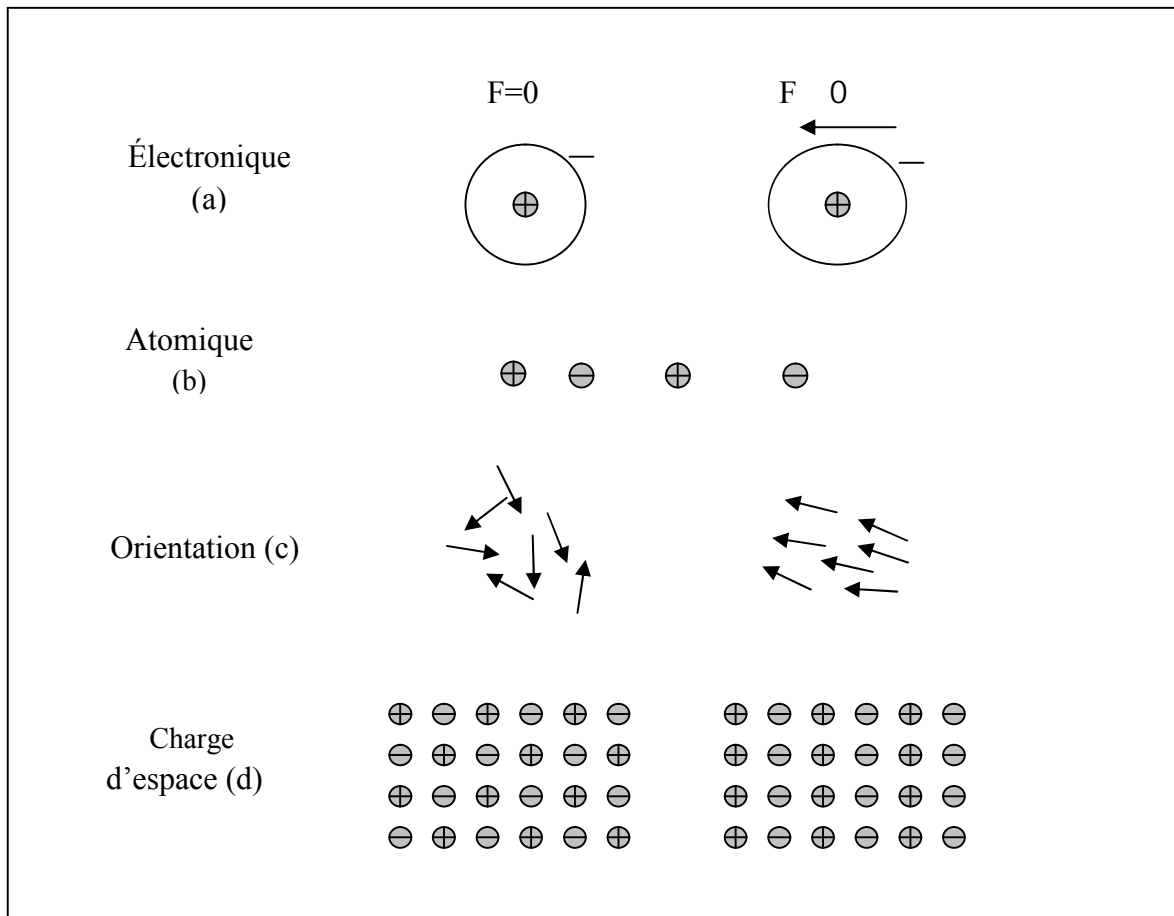 F=0
F 0
Électronique
(a)
Atomique
(b)
Orientation (c)
Charge
d'espace (d)